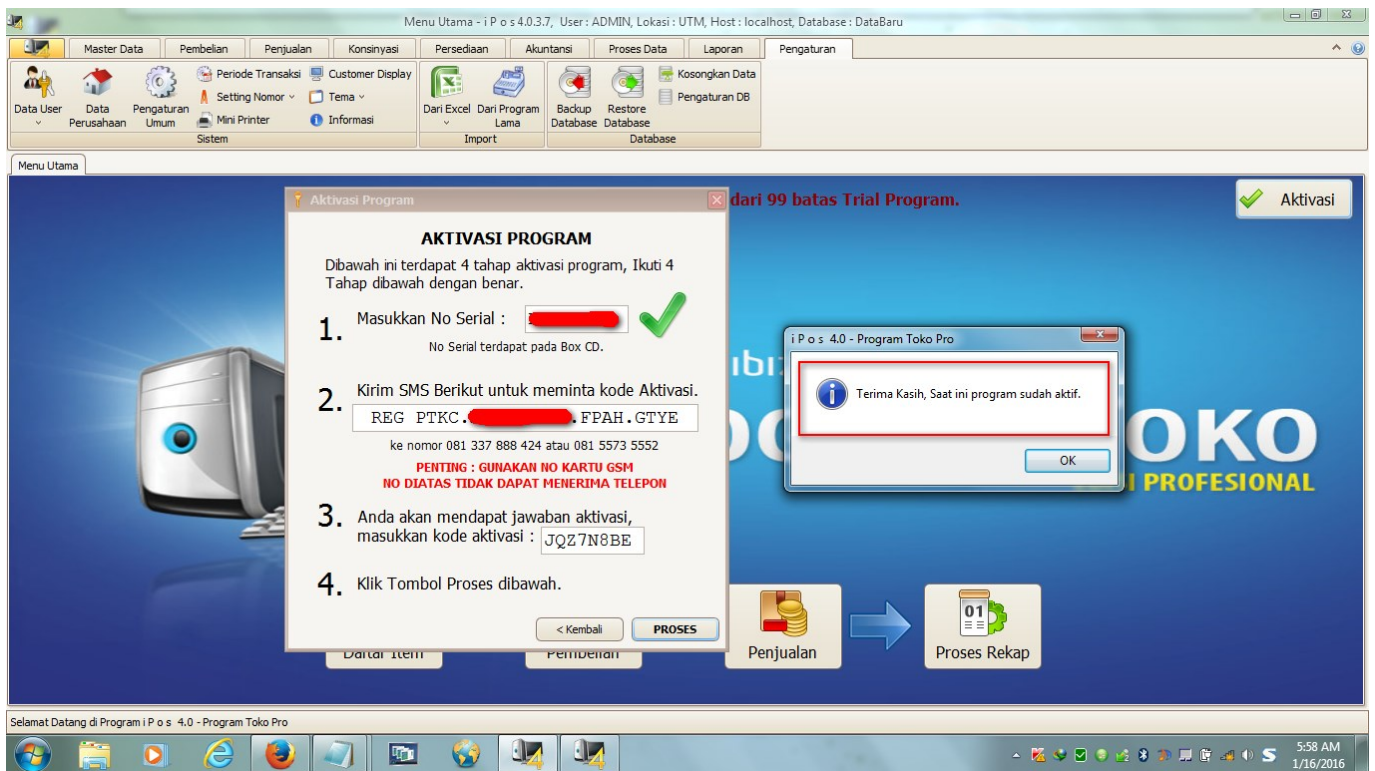 Menu Utama - i P o s 4.0.3.7, User : ADMIN, Lokasi : UTM, Host : localhost, Database : DataBaru
Master Data Pembelian Penjualan Konsinyasi Persediaan Akuntansi Proses Data Laporan Pengaturan
Data User
Data Perusahaan
Pengaturan Umum
Periode Transaksi
Setting Nomor
Mini Printer
Customer Display
Tema
Informasi
Sistem
Dari Excel
Dari Program Lama
Import
Backup Database
Restore Database
Kosongkan Data
Pengaturan DB
Database
Menu Utama
dari 99 batas Trial Program.
Aktivasi
Aktivasi Program
AKTIVASI PROGRAM
Dibawah ini terdapat 4 tahap aktivasi program, Ikuti 4
Tahap dibawah dengan benar.
1. Masukkan No Serial :
No Serial terdapat pada Box CD.
2. Kirim SMS Berikut untuk meminta kode Aktivasi.
REG PTKC. .FPAH.GTYE
ke nomor 081 337 888 424 atau 081 5573 5552
PENTING : GUNAKAN NO KARTU GSM
NO DIATAS TIDAK DAPAT MENERIMA TELEPON
3. Anda akan mendapat jawaban aktivasi,
masukkan kode aktivasi : JQZ7N8BE
4. Klik Tombol Proses dibawah.
< Kembali PROSES
i P o s 4.0 - Program Toko Pro
Terima Kasih, Saat ini program sudah aktif.
OK
OKO
PROFESIONAL
Daftar Item Pembelian Penjualan Proses Rekap
01
Selamat Datang di Program i P o s 4.0 - Program Toko Pro
5:58 AM
1/16/2016